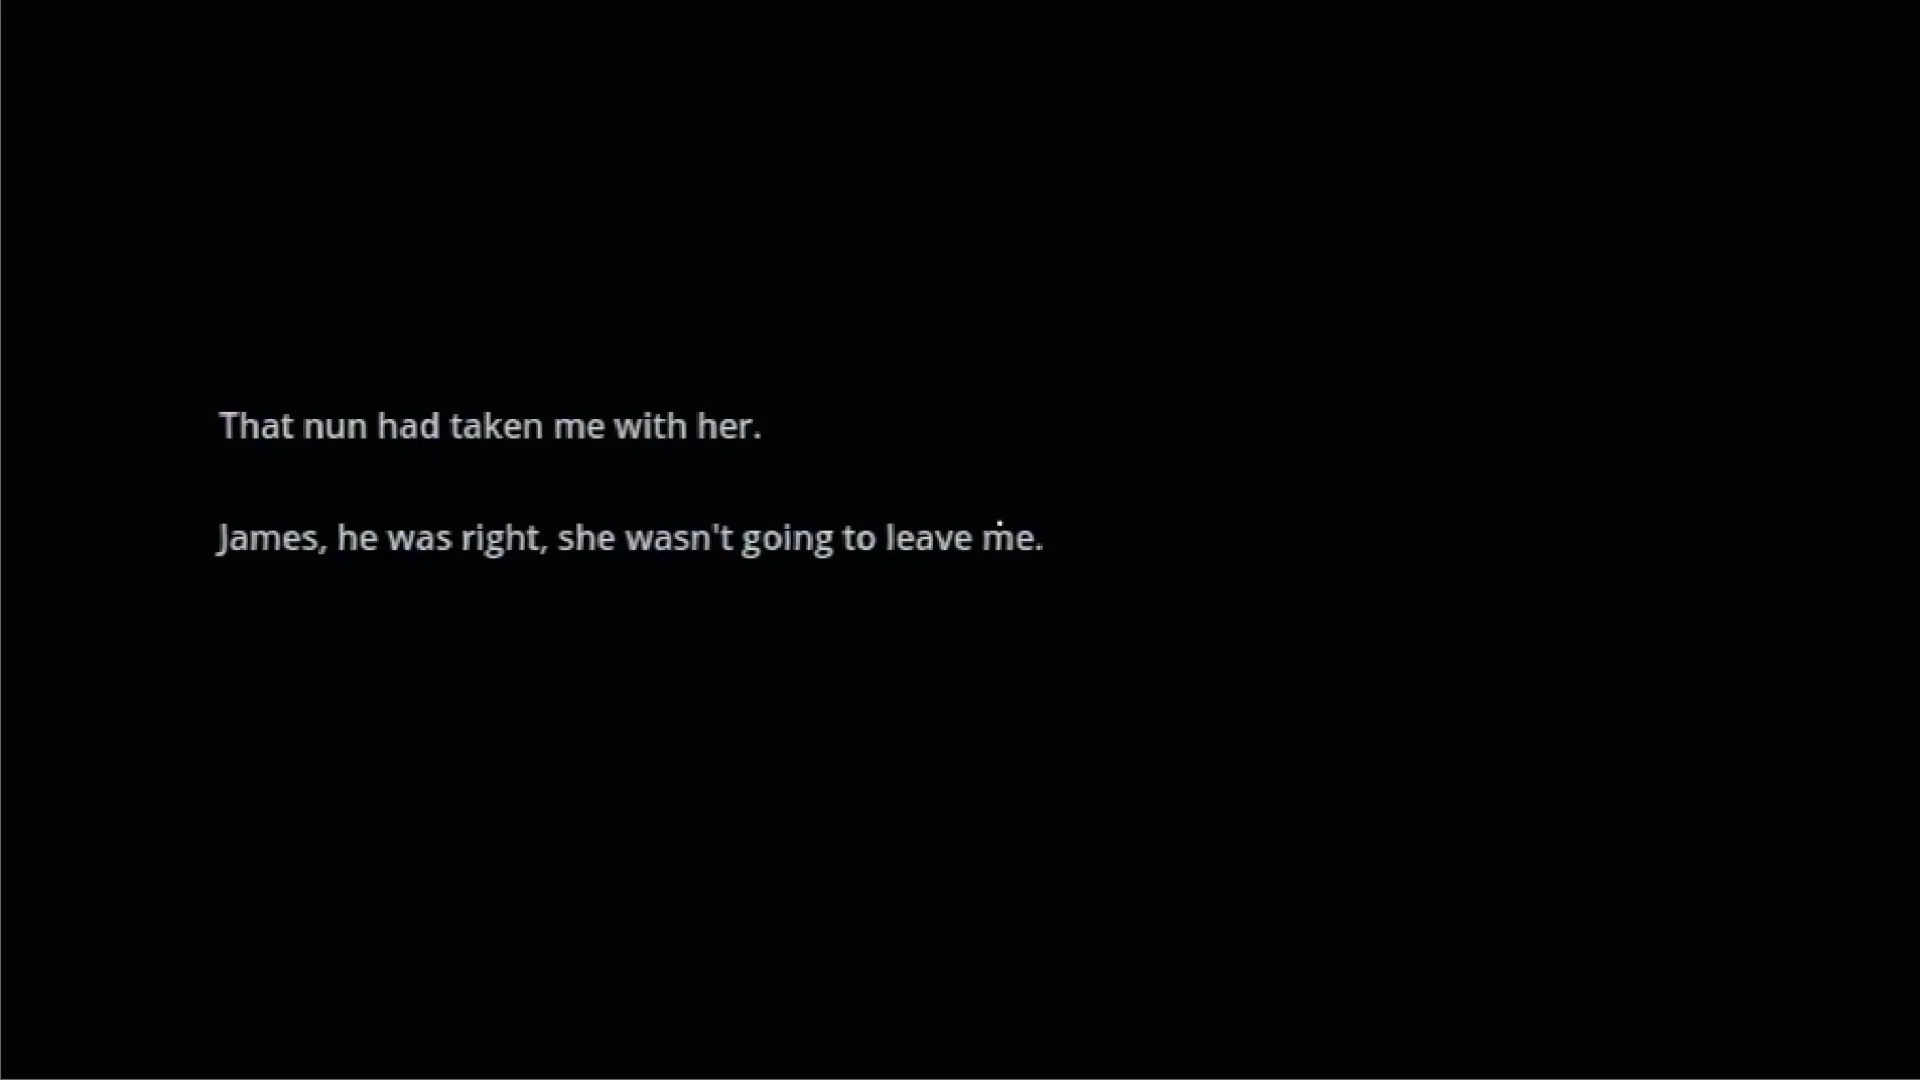 That nun had taken me with her.
James, he was right, she wasn't going to leave me.